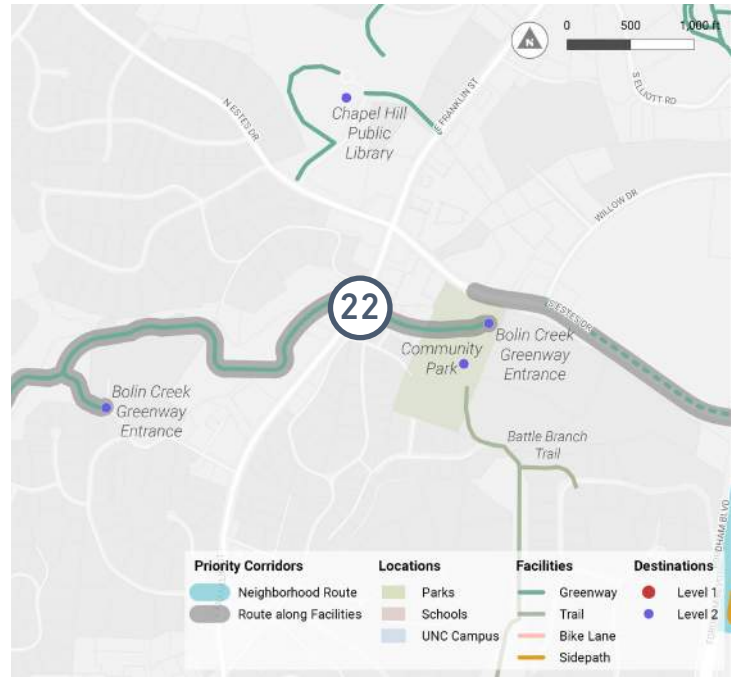 0 500 1,000 ft
N
S ELLIOTT RD
N ESTES DR
FRANKLIN ST
Chapel Hill
Public
Library
WILLOW DR
22
S ESTES DR
Bolin Creek
Greenway
Entrance
Community
Park
Bolin Creek
Greenway
Entrance
Battle Branch
Trail
Priority Corridors
Neighborhood Route
Route along Facilities
Locations
Parks
Schools
UNC Campus
Facilities
Greenway
Trail
Bike Lane
Sidepath
Destinations
Level 1
Level 2